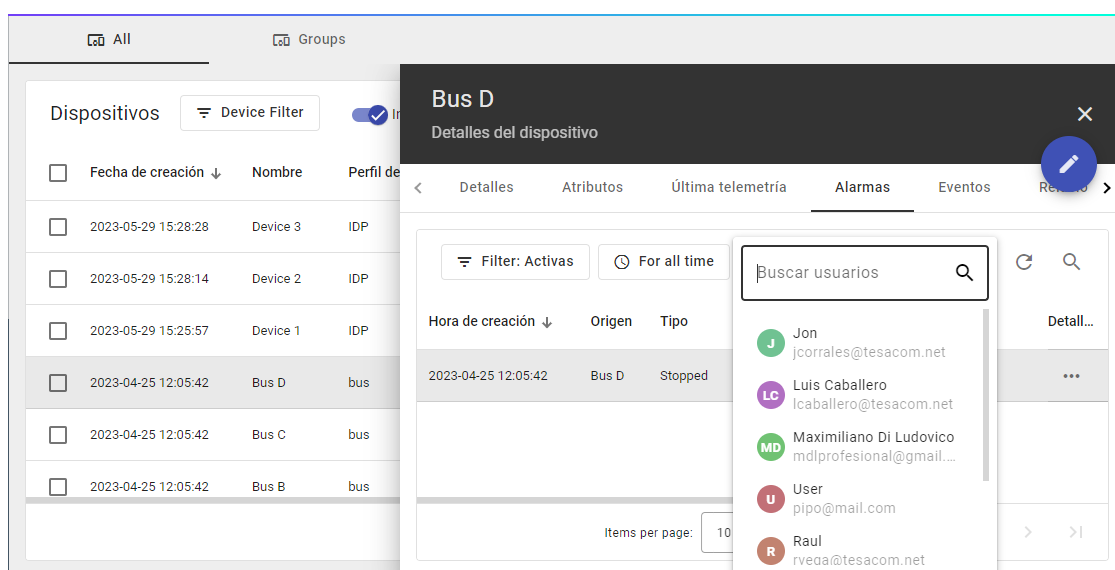 All
Groups
Dispositivos
Device Filter
Bus D
Detalles del dispositivo
Fecha de creación
Nombre
Perfil de
2023-05-29 15:28:28
Device 3
IDP
2023-05-29 15:28:14
Device 2
IDP
2023-05-29 15:25:57
Device 1
IDP
2023-04-25 12:05:42
Bus D
bus
2023-04-25 12:05:42
Bus C
bus
2023-04-25 12:05:42
Bus B
bus
Detalles
Atributos
Última telemetría
Alarmas
Eventos
Filter: Activas
For all time
Buscar usuarios
Hora de creación
Origen
Tipo
Detall...
2023-04-25 12:05:42
Bus D
Stopped
J
Jon
jcorrales@tesacom.net
LC
Luis Caballero
lcaballero@tesacom.net
MD
Maximiliano Di Ludovico
mdlprofesional@gmail....
U
User
pipo@mail.com
R
Raul
rvega@tesacom.net
Items per page:
10